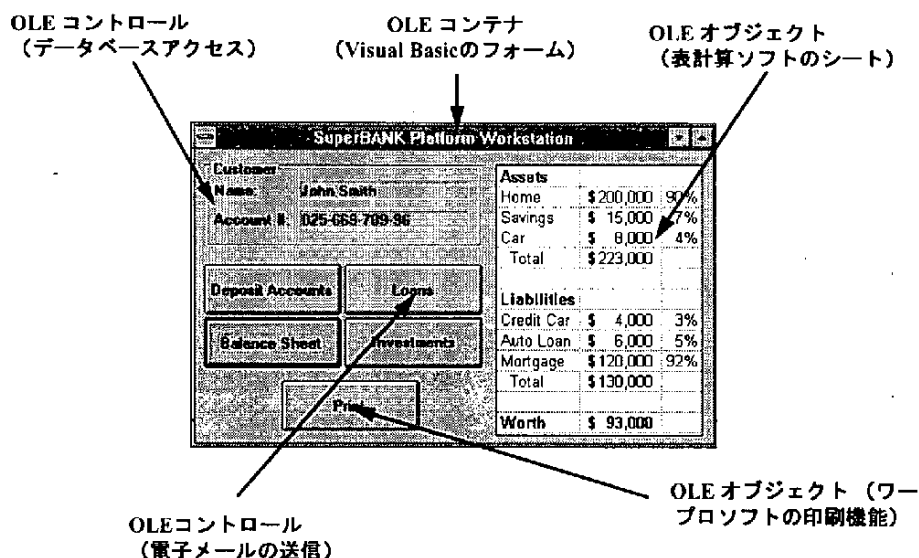 OLE コントロール
（データベースアクセス）
OLE コンテナ
（Visual Basicのフォーム）
OLE オブジェクト
（表計算ソフトのシート）
SuperBANK Platform Workstation
Customer
Name: John Smith
Account #: 025-669-709-96
Deposit Accounts
Loans
Balance Sheet
Investments
Print
Assets
Home $200,000 90%
Savings $ 15,000 7%
Car $ 8,000 4%
Total $223,000
Liabilities
Credit Car $ 4,000 3%
Auto Loan $ 6,000 5%
Mortgage $120,000 92%
Total $130,000
Worth $ 93,000
OLEコントロール
（電子メールの送信）
OLE オブジェクト （ワー
プロソフトの印刷機能）